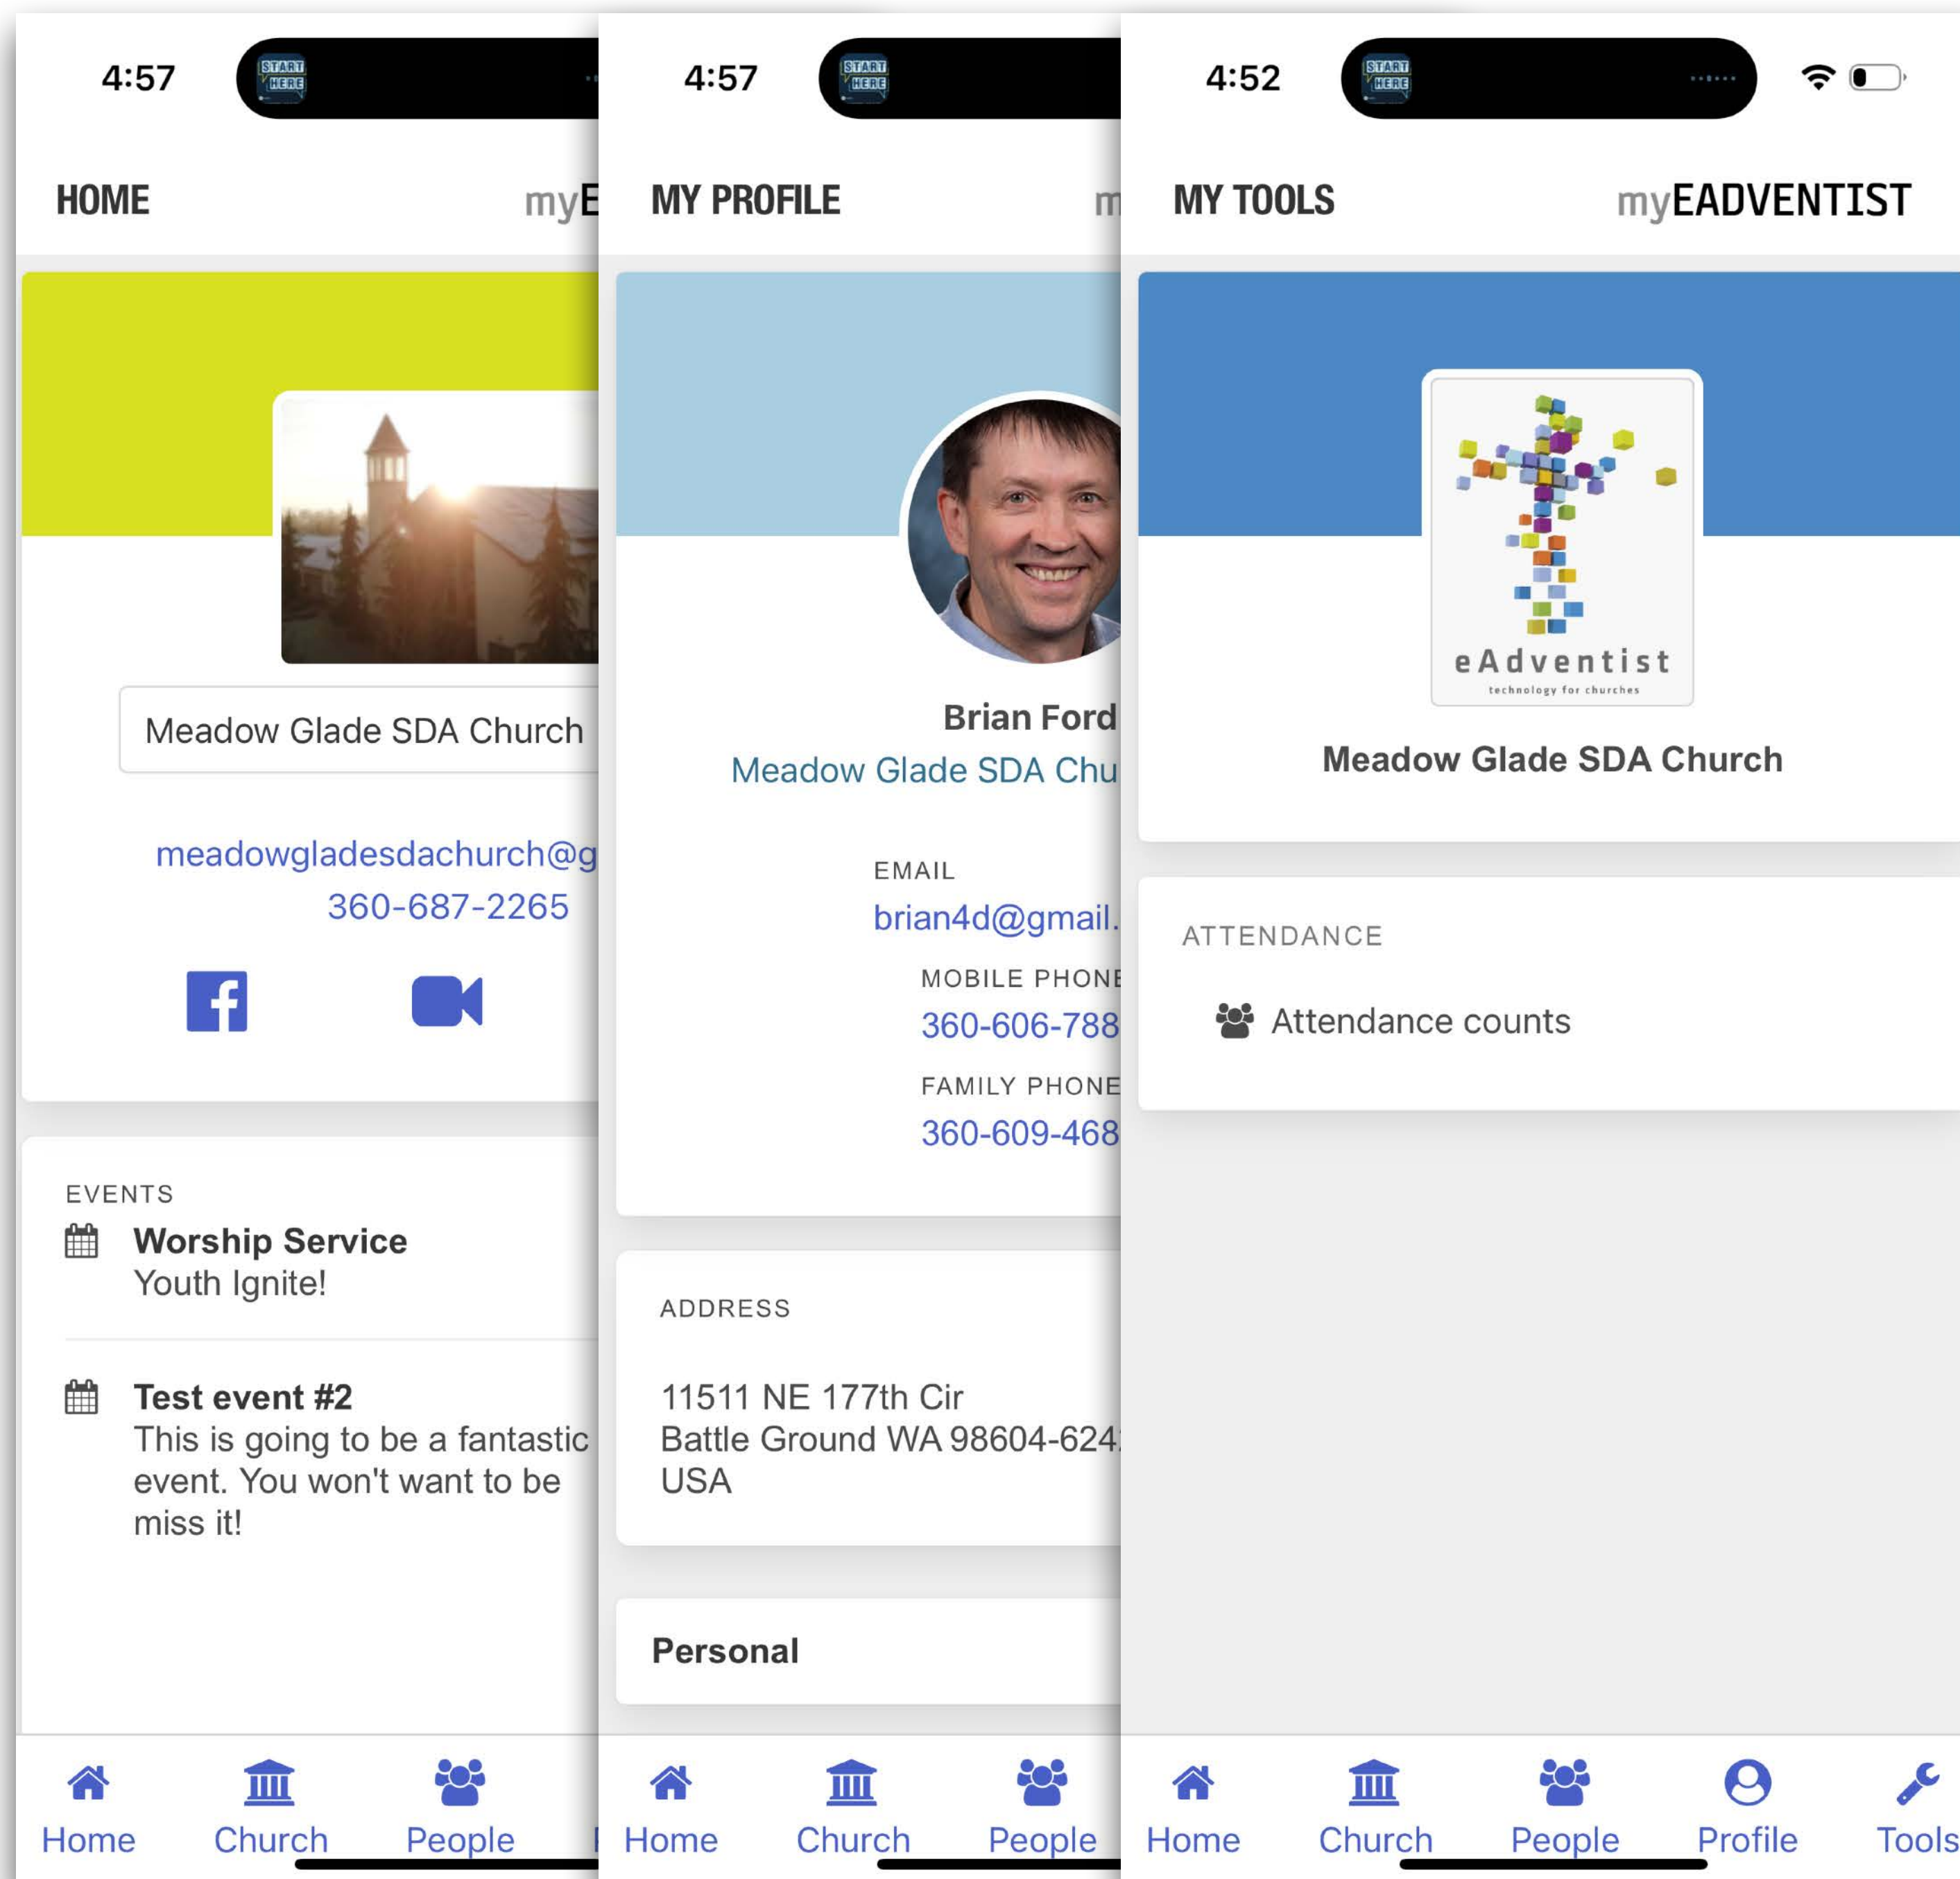 4:57
START
HERE
HOME
myE
Meadow Glade SDA Church
meadowgladesdachurch@g
360-687-2265
EVENTS
Worship Service
Youth Ignite!
Test event #2
This is going to be a fantastic
event. You won't want to be
miss it!
Home
Church
People
4:57
START
HERE
MY PROFILE
m
Brian Ford
Meadow Glade SDA Chu
EMAIL
brian4d@gmail.
MOBILE PHONE
360-606-788
FAMILY PHONE
360-609-468
ADDRESS
11511 NE 177th Cir
Battle Ground WA 98604-624
USA
Personal
Home
Church
People
4:52
START
HERE
MY TOOLS
myEADVENTIST
eAdventist
technology for churches
Meadow Glade SDA Church
ATTENDANCE
Attendance counts
Home
Church
People
Profile
Tools